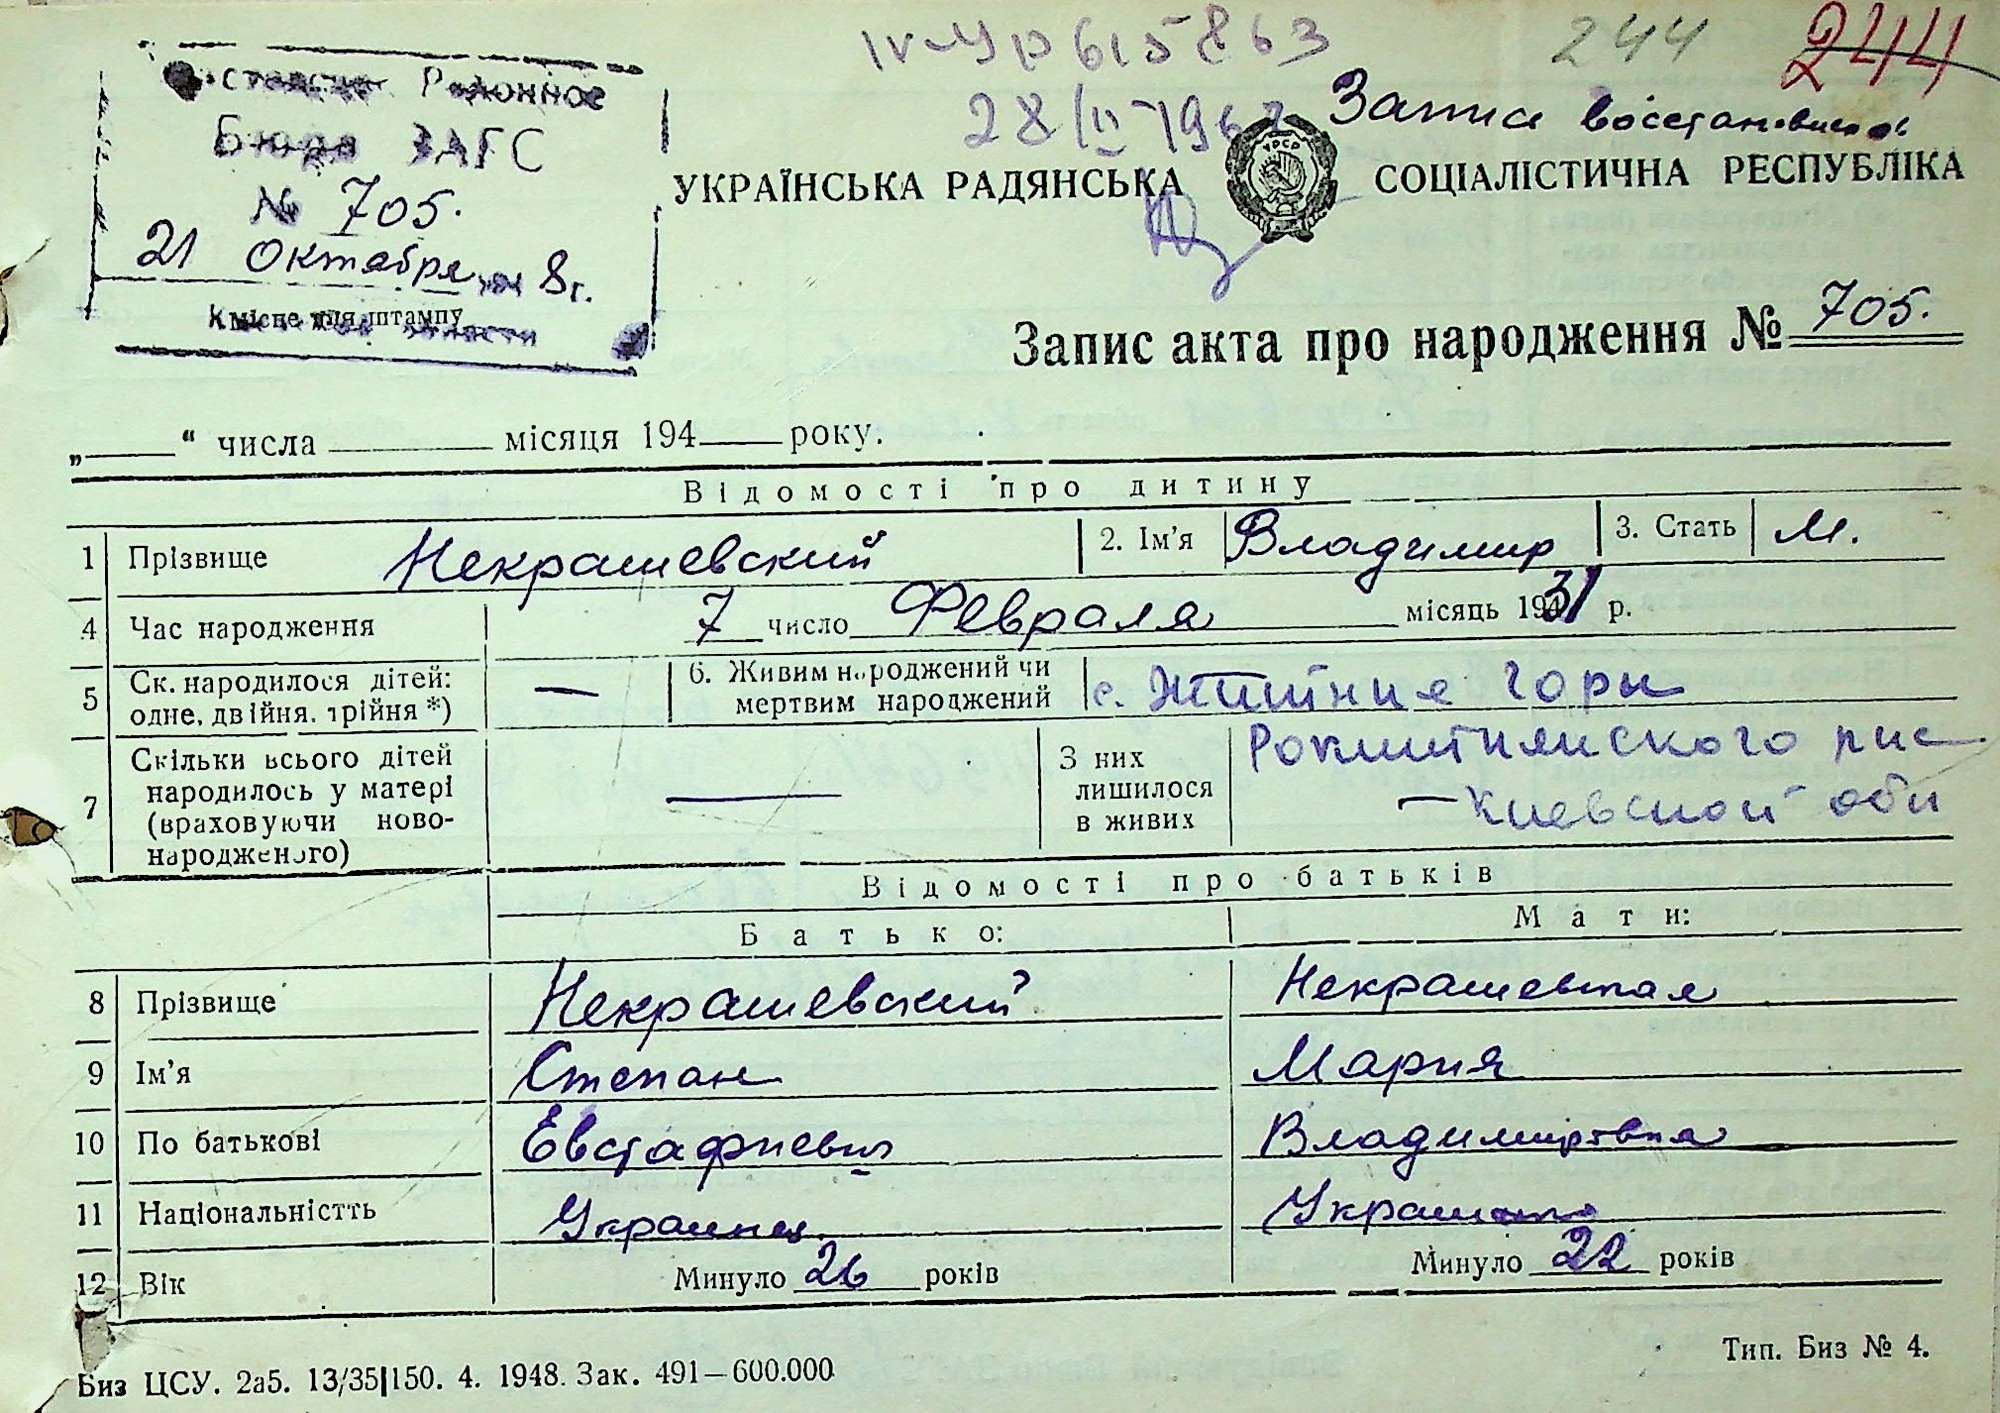 IV-УР 615863
244
244
28/II-1967
Запись восстановлена
Районное
Бюро ЗАГС
№ 705.
21 Октября 8г.
місце для штампу
области
УКРАЇНСЬКА РАДЯНСЬКА СОЦІАЛІСТИЧНА РЕСПУБЛІКА
УРСР
Запис акта про народження № 705.
„ “ числа місяця 194 року.
Відомості про дитину
1 Прізвище Некрашевский 2. Ім'я Владимир 3. Стать М.
4 Час народження 7 число Февраля місяць 1931 р.
5 Ск. народилося дітей: одне, двійня, трійня *) — 6. Живим народжений чи мертвим народжений с. Житние Горы
7 Скільки всього дітей народилось у матері (враховуючи ново-народженого) — З них лишилося в живих Рокитнянского
— Киевской обл
Відомості про батьків
Батько: Мати:
8 Прізвище Некрашевский Некрашевская
9 Ім'я Степан Мария
10 По батькові Евстафиевич Владимировна
11 Національністть Украинец Украинка
12 Вік Минуло 26 років Минуло 22 років
Биз ЦСУ. 2а5. 13/35|150. 4. 1948. Зак. 491—600.000
Тип. Биз № 4.